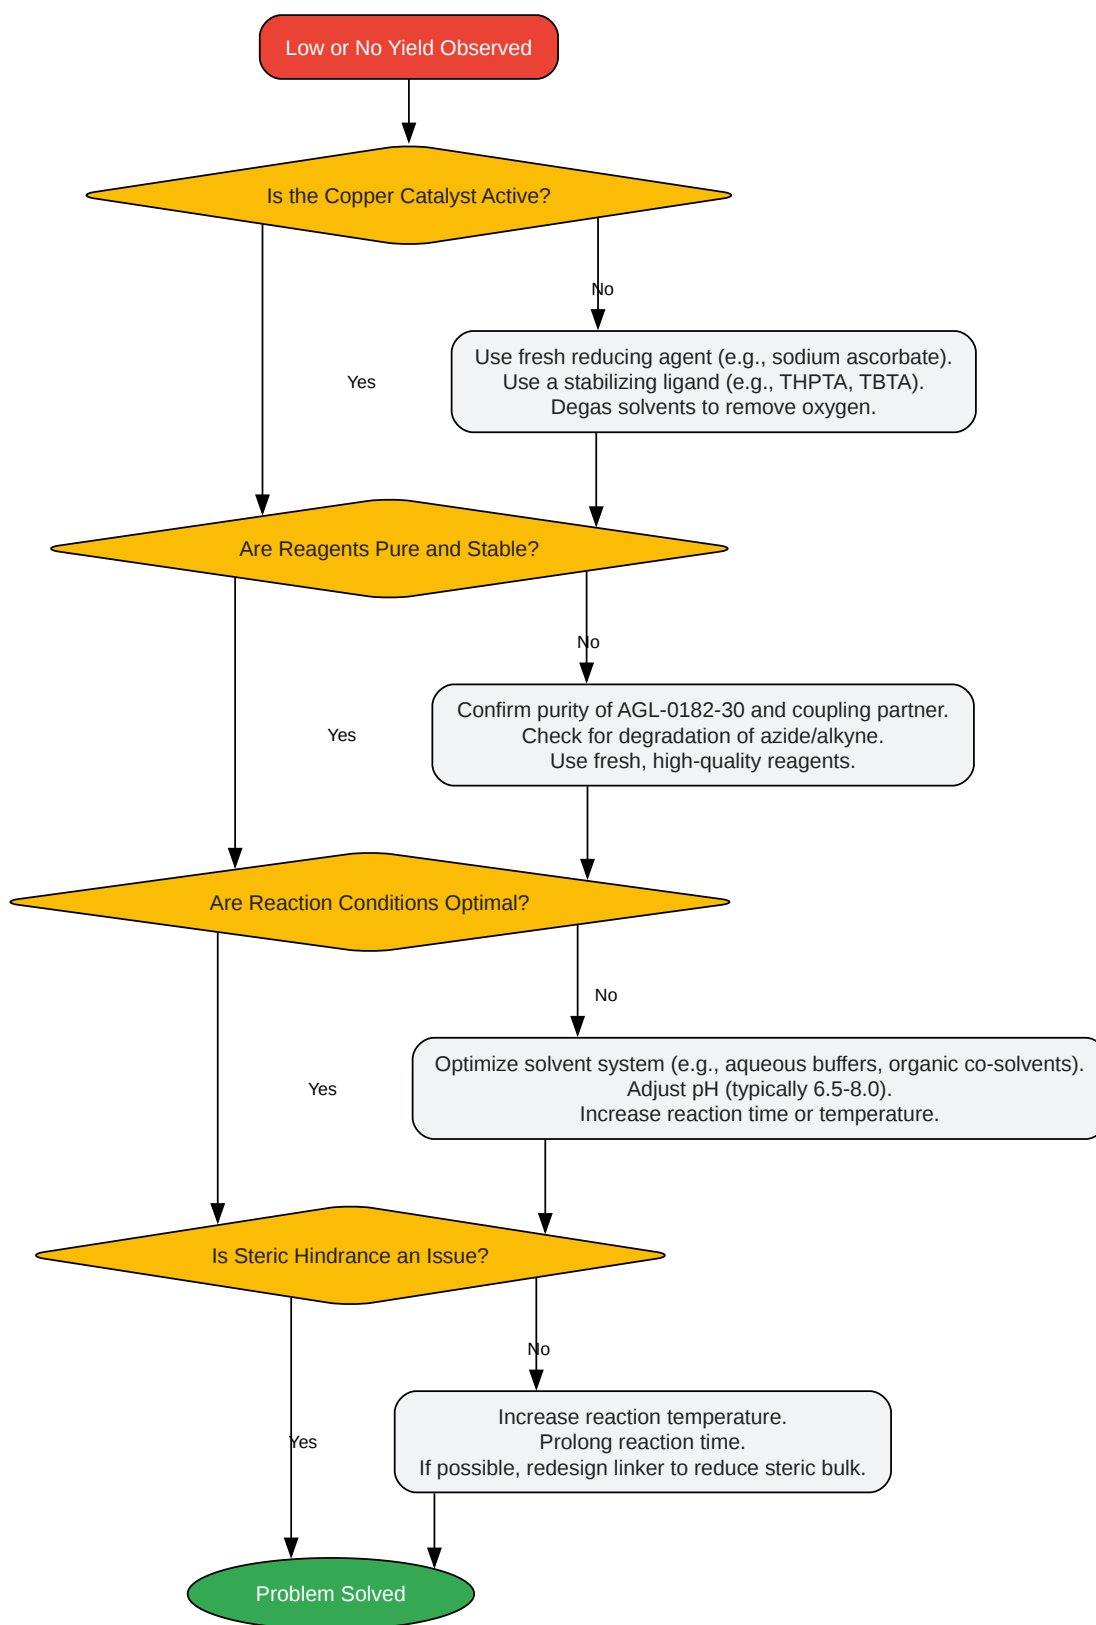 Low or No Yield Observed
Is the Copper Catalyst Active?
No
Use fresh reducing agent (e.g., sodium ascorbate).
Use a stabilizing ligand (e.g., THPTA, TBTA).
Degas solvents to remove oxygen.
Yes
Are Reagents Pure and Stable?
No
Confirm purity of AGL-0182-30 and coupling partner.
Check for degradation of azide/alkyne.
Use fresh, high-quality reagents.
Yes
Are Reaction Conditions Optimal?
No
Optimize solvent system (e.g., aqueous buffers, organic co-solvents).
Adjust pH (typically 6.5-8.0).
Increase reaction time or temperature.
Yes
Is Steric Hindrance an Issue?
No
Increase reaction temperature.
Prolong reaction time.
If possible, redesign linker to reduce steric bulk.
Yes
Problem Solved